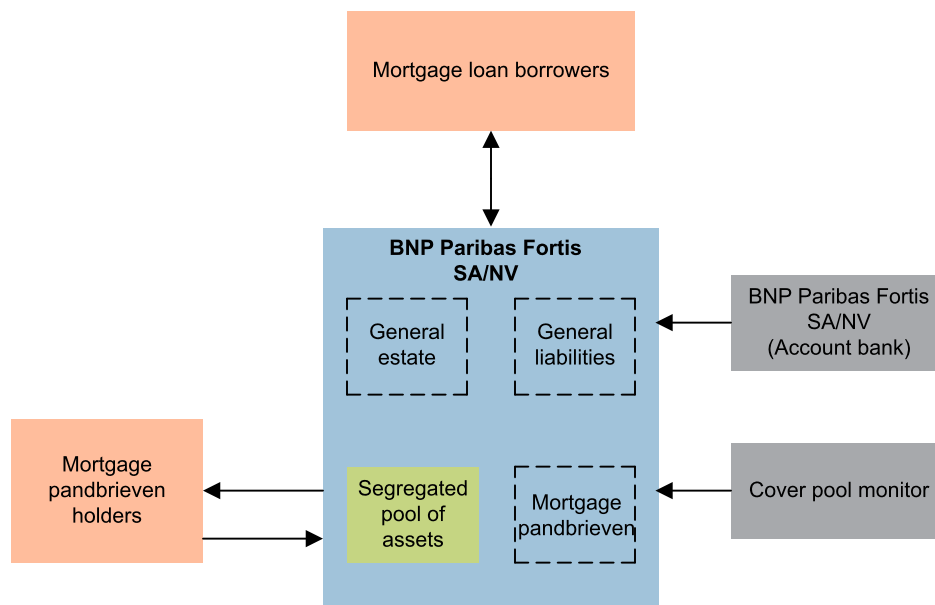 Mortgage loan borrowers
BNP Paribas Fortis
SA/NV
General
estate
General
liabilities
BNP Paribas Fortis
SA/NV
(Account bank)
Mortgage
pandbrieven
holders
Segregated
pool of
assets
Mortgage
pandbrieven
Cover pool monitor